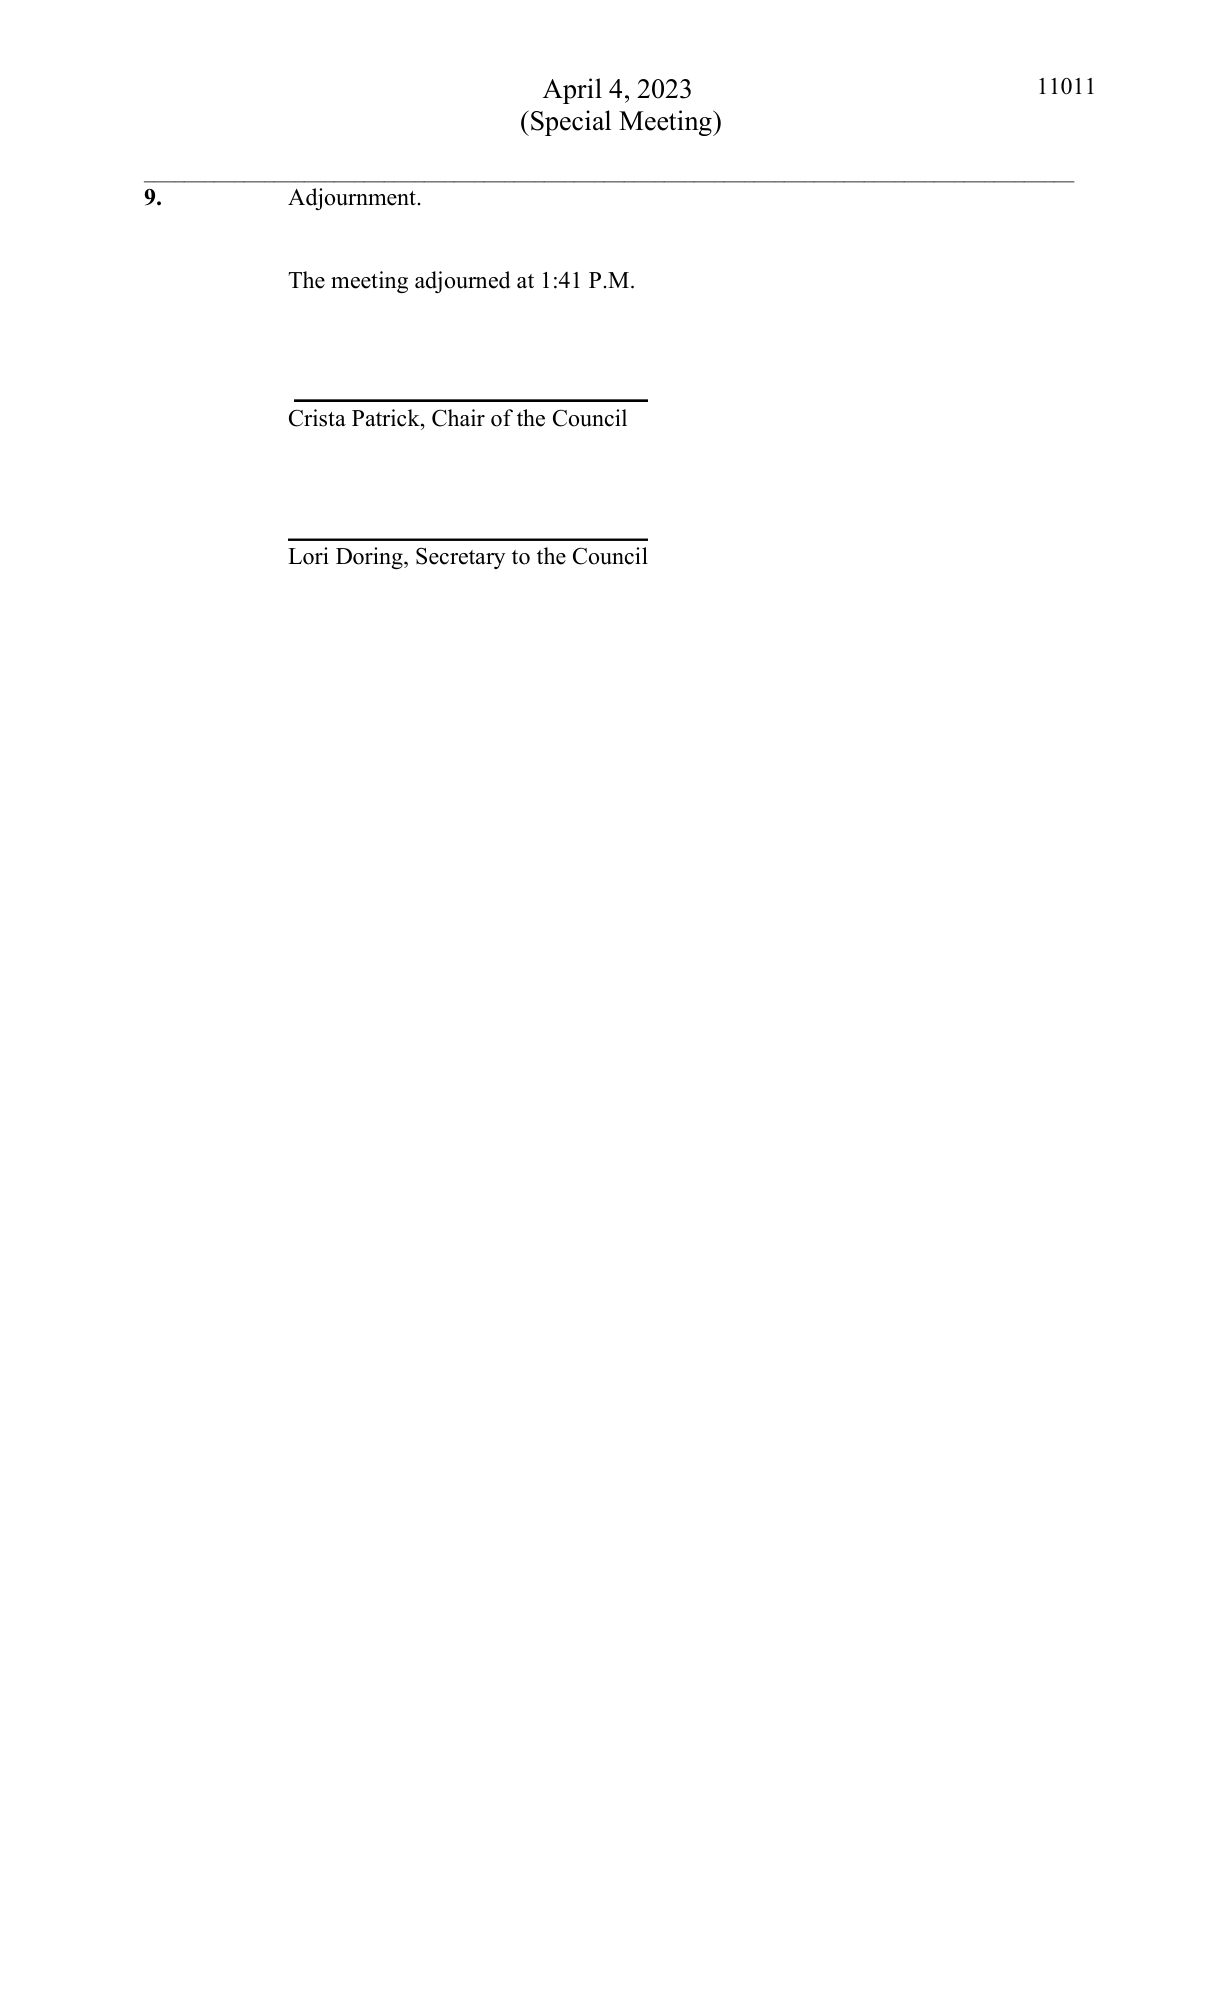 April 4, 2023 11011
(Special Meeting)
9. Adjournment.
The meeting adjourned at 1:41 P.M.
Crista Patrick, Chair of the Council
Lori Doring, Secretary to the Council